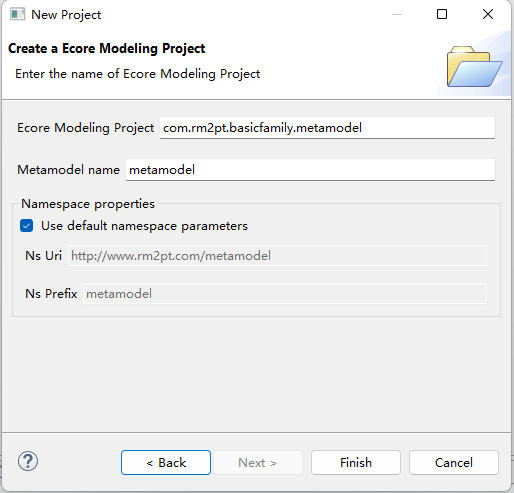 New Project
Create a Ecore Modeling Project
Enter the name of Ecore Modeling Project
Ecore Modeling Project com.rm2pt.basicfamily.metamodel
Metamodel name metamodel
Namespace properties
Use default namespace parameters
Ns Uri http://www.rm2pt.com/metamodel
Ns Prefix metamodel
? < Back Next > Finish Cancel